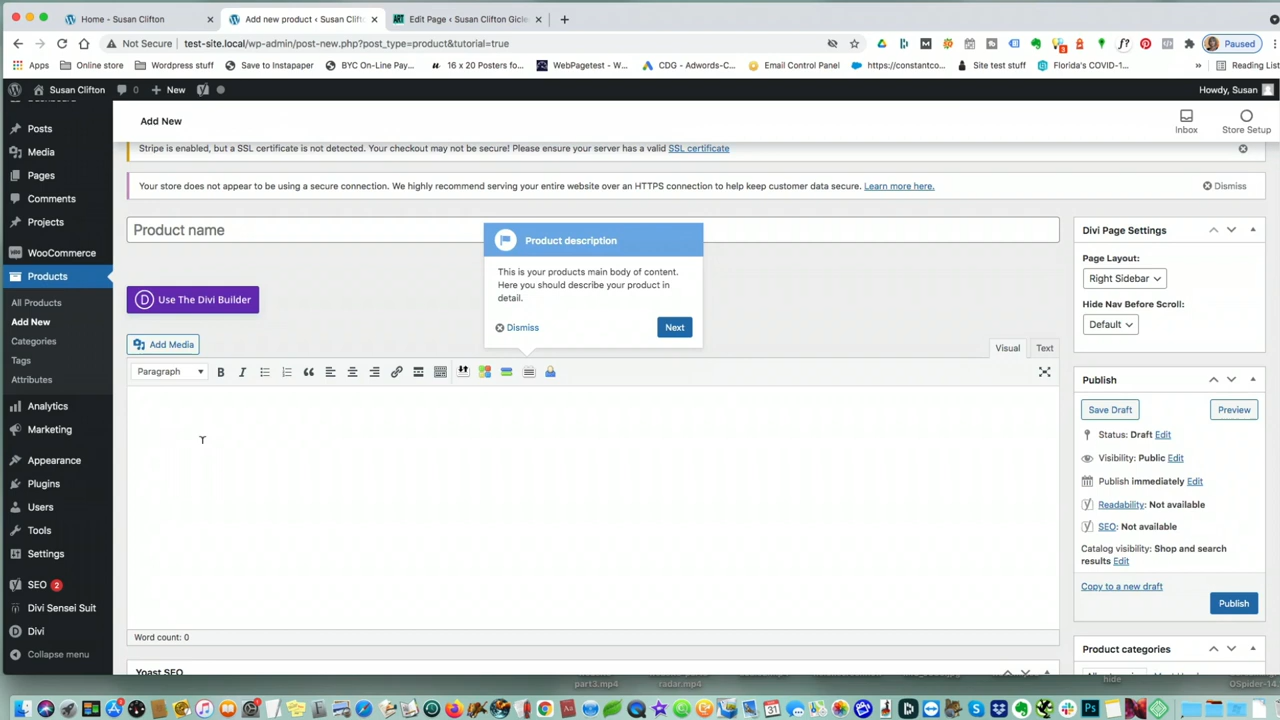 Home - Susan Clifton
Add new product ‹ Susan Clift
Edit Page ‹ Susan Clifton Gicle
Not Secure
test-site.local/wp-admin/post-new.php?post_type=product&tutorial=true
Paused
Apps
Online store
Wordpress stuff
Save to Instapaper
BYC On-Line Pay...
16 x 20 Posters fo...
WebPagetest - W...
CDG - Adwords-C...
Email Control Panel
https://constantco...
Site test stuff
Florida's COVID-1...
»
Reading List
Susan Clifton
0
New
Howdy, Susan
Posts
Media
Pages
Comments
Projects
WooCommerce
Products
All Products
Add New
Categories
Tags
Attributes
Analytics
Marketing
Appearance
Plugins
Users
Tools
Settings
SEO 2
Divi Sensei Suit
Divi
Collapse menu
Add New
Inbox
Store Setup
Stripe is enabled, but a SSL certificate is not detected. Your checkout may not be secure! Please ensure your server has a valid SSL certificate
Your store does not appear to be using a secure connection. We highly recommend serving your entire website over an HTTPS connection to help keep customer data secure. Learn more here.
Dismiss
Product name
Product description
This is your products main body of content.
Here you should describe your product in
detail.
Dismiss
Next
Use The Divi Builder
Add Media
Visual
Text
Paragraph
Word count: 0
Yoast SEO
Divi Page Settings
Page Layout:
Right Sidebar
Hide Nav Before Scroll:
Default
Publish
Save Draft
Preview
Status: Draft Edit
Visibility: Public Edit
Publish immediately Edit
Readability: Not available
SEO: Not available
Catalog visibility: Shop and search
results Edit
Copy to a new draft
Publish
Product categories
part3.mp4
radar.mp4
hide
OSpider-14.